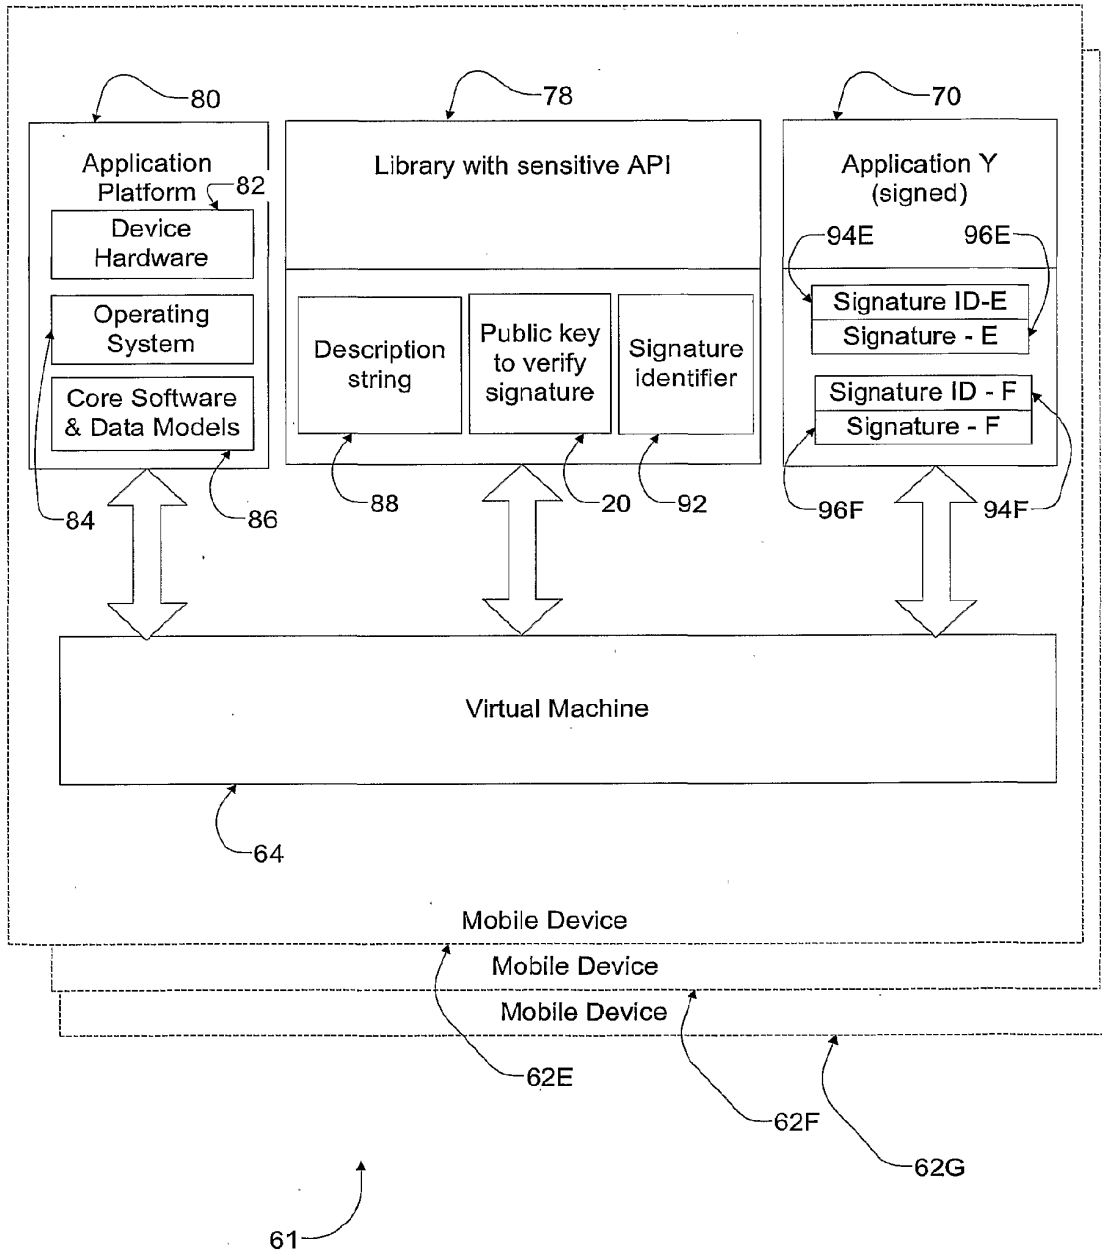 80
78
70
Application
Platform
82
Device
Hardware
Operating
System
Core Software
& Data Models
84
86
Library with sensitive API
Description
string
Public key
to verify
signature
Signature
identifier
88
20
92
Application Y
(signed)
94E
96E
Signature ID-E
Signature - E
Signature ID - F
Signature - F
96F
94F
Virtual Machine
64
Mobile Device
Mobile Device
Mobile Device
62E
62F
62G
61